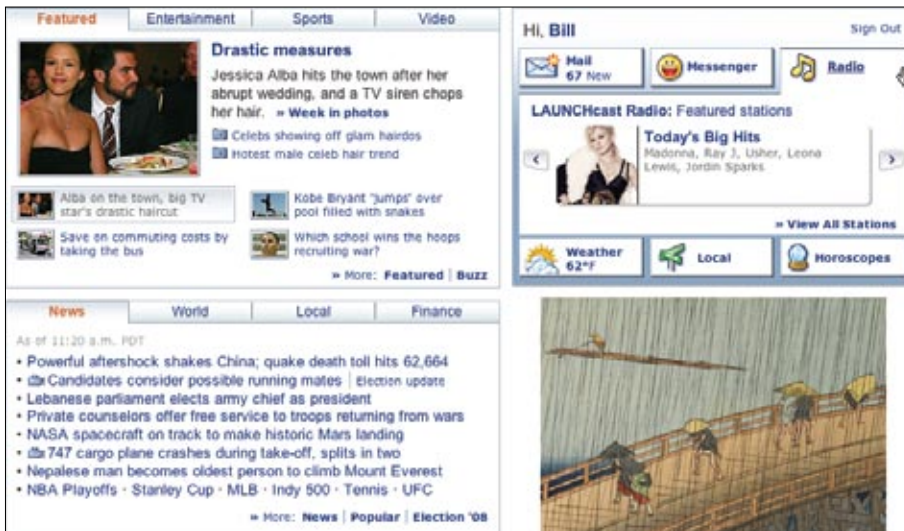 Featured
Entertainment
Sports
Video
Drastic measures
Jessica Alba hits the town after her
abrupt wedding, and a TV siren chops
her hair. » Week in photos
Celebs showing off glam hairdos
Hotest male celeb hair trend
Alba on the town, big TV
star's drastic haircut
Kobe Bryant "jumps" over
pool filled with snakes
Save on commuting costs by
taking the bus
Which school wins the hoops
recruiting war?
» More: Featured | Buzz
Hi, Bill
Sign Out
Mail
67 New
Messenger
Radio
LAUNCHcast Radio: Featured stations
Today's Big Hits
Madonna, Ray J, Usher, Leona
Lewis, Jordin Sparks
» View All Stations
Weather
62°F
Local
Horoscopes
News
World
Local
Finance
As of 11:20 a.m. PDT
• Powerful aftershock shakes China; quake death toll hits 62,664
• Candidates consider possible running mates | Election update
• Lebanese parliament elects army chief as president
• Private counselors offer free service to troops returning from wars
• NASA spacecraft on track to make historic Mars landing
• 747 cargo plane crashes during take-off, splits in two
• Nepalese man becomes oldest person to climb Mount Everest
• NBA Playoffs · Stanley Cup · MLB · Indy 500 · Tennis · UFC
» More: News | Popular | Election '08